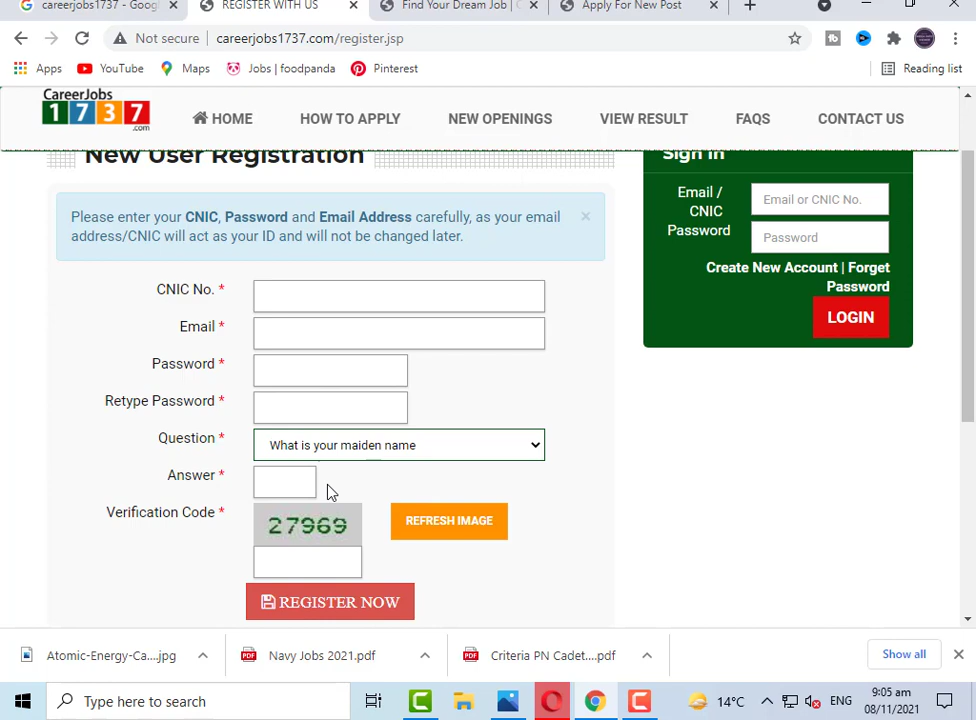 careerjobs1737 - Goog
REGISTER WITH US
Find Your Dream Job | C
Apply For New Post
Not secure
careerjobs1737.com/register.jsp
Apps
YouTube
Maps
Jobs | foodpanda
Pinterest
Reading list
CareerJobs
1737
.com
HOME
HOW TO APPLY
NEW OPENINGS
VIEW RESULT
FAQS
CONTACT US
New User Registration
Please enter your CNIC, Password and Email Address carefully, as your email
address/CNIC will act as your ID and will not be changed later.
×
CNIC No. *
Email *
Password *
Retype Password *
Question *
What is your maiden name
Answer *
Verification Code *
27969
REFRESH IMAGE
REGISTER NOW
Sign In
Email /
CNIC
Email or CNIC No.
Password
Password
Create New Account | Forget
Password
LOGIN
Atomic-Energy-Ca....jpg
Navy Jobs 2021.pdf
Criteria PN Cadet....pdf
Show all
Type here to search
14°C
ENG
9:05 am
08/11/2021